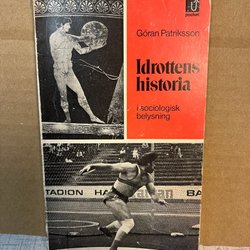 U
pocket
Göran Patriksson
Idrottens
historia
i sociologisk
belysning
STADION